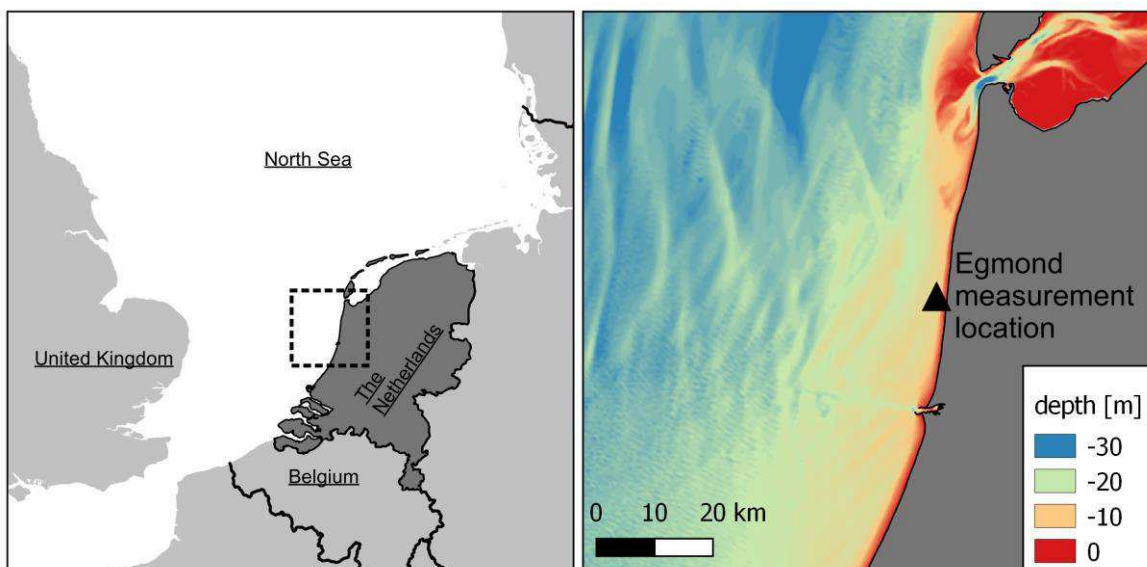 North Sea
United Kingdom
The
Netherlands
Belgium
Egmond
measurement
location
depth [m]
-30
-20
-10
0
0 10 20 km